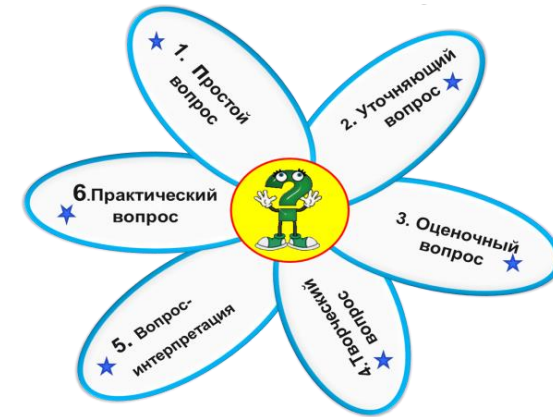 1. Простой
вопрос
2. Уточняющий
вопрос
3. Оценочный
вопрос
4.Творческий
вопрос
5. Вопрос-
интерпретация
6.Практический
вопрос